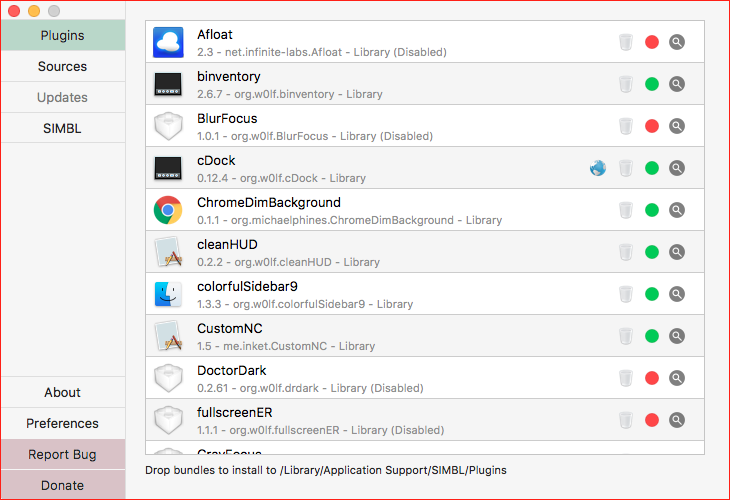 Plugins
Sources
Updates
SIMBL
About
Preferences
Report Bug
Donate
Afloat
2.3 - net.infinite-labs.Afloat - Library (Disabled)
binventory
2.6.7 - org.w0lf.binventory - Library
BlurFocus
1.0.1 - org.w0lf.BlurFocus - Library (Disabled)
cDock
0.12.4 - org.w0lf.cDock - Library
ChromeDimBackground
0.1.1 - org.michaelphines.ChromeDimBackground - Library
cleanHUD
0.2.2 - org.w0lf.cleanHUD - Library
colorfulSidebar9
1.3.3 - org.w0lf.colorfulSidebar9 - Library
CustomNC
1.5 - me.inket.CustomNC - Library
DoctorDark
0.2.61 - org.w0lf.drdark - Library (Disabled)
fullscreenER
1.1.1 - org.w0lf.fullscreenER - Library (Disabled)
GrayFocus
Drop bundles to install to /Library/Application Support/SIMBL/Plugins